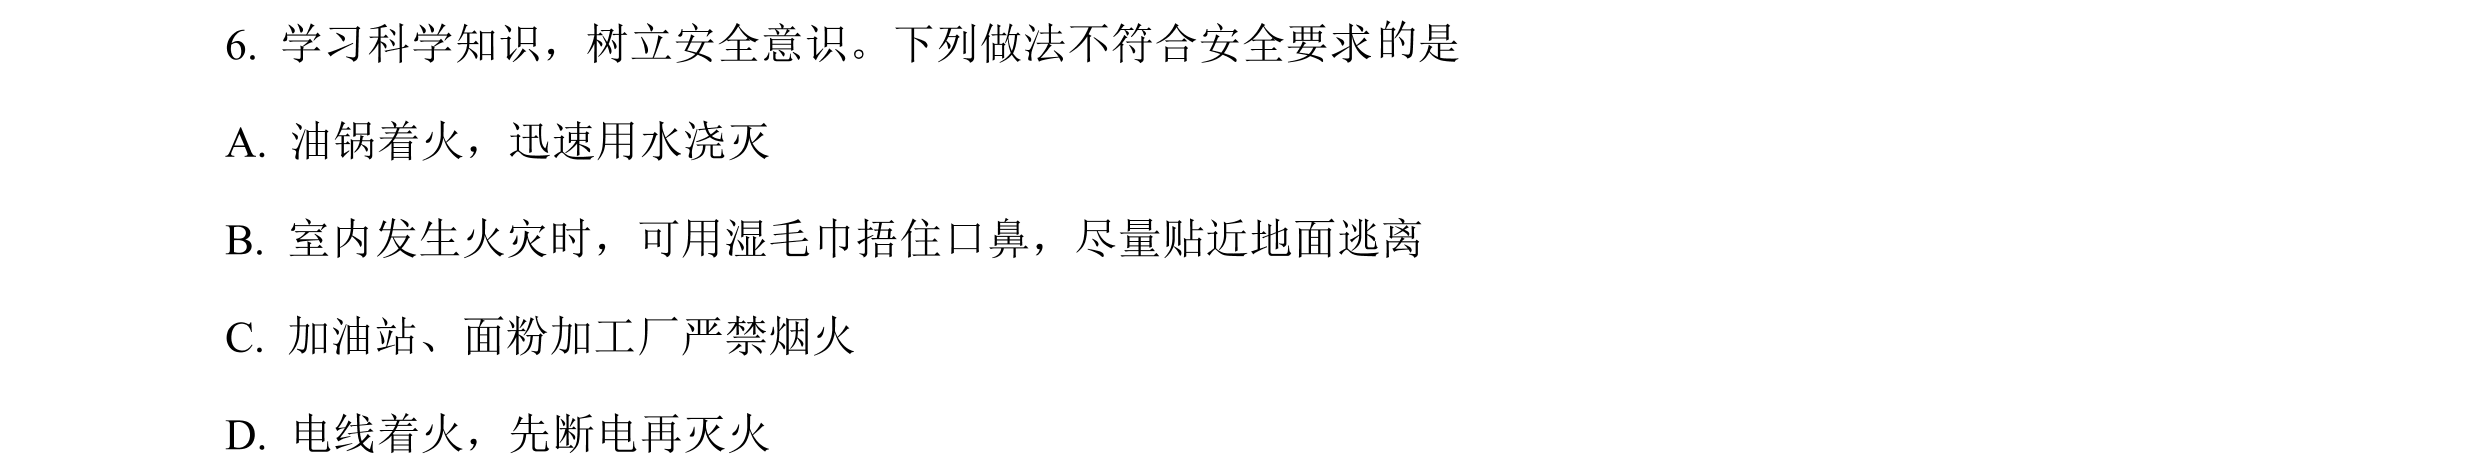 6. 学习科学知识，树立安全意识。下列做法不符合安全要求的是
A. 油锅着火，迅速用水浇灭
B. 室内发生火灾时，可用湿毛巾捂住口鼻，尽量贴近地面逃离
C. 加油站、面粉加工厂严禁烟火
D. 电线着火，先断电再灭火